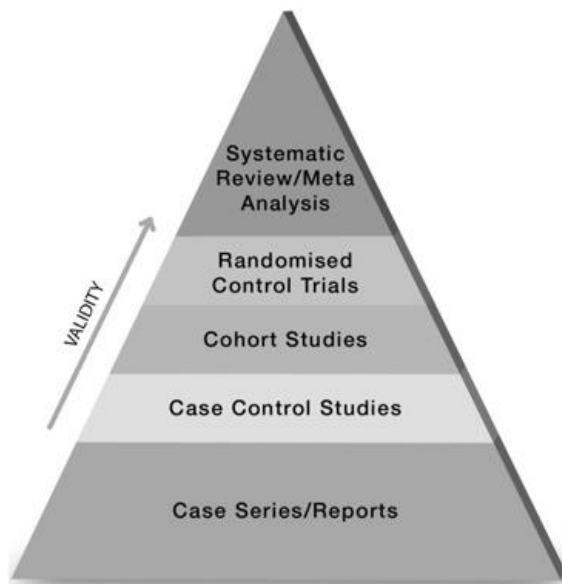 Systematic
Review/Meta
Analysis
Randomised
Control Trials
Cohort Studies
Case Control Studies
Case Series/Reports
VALIDITY